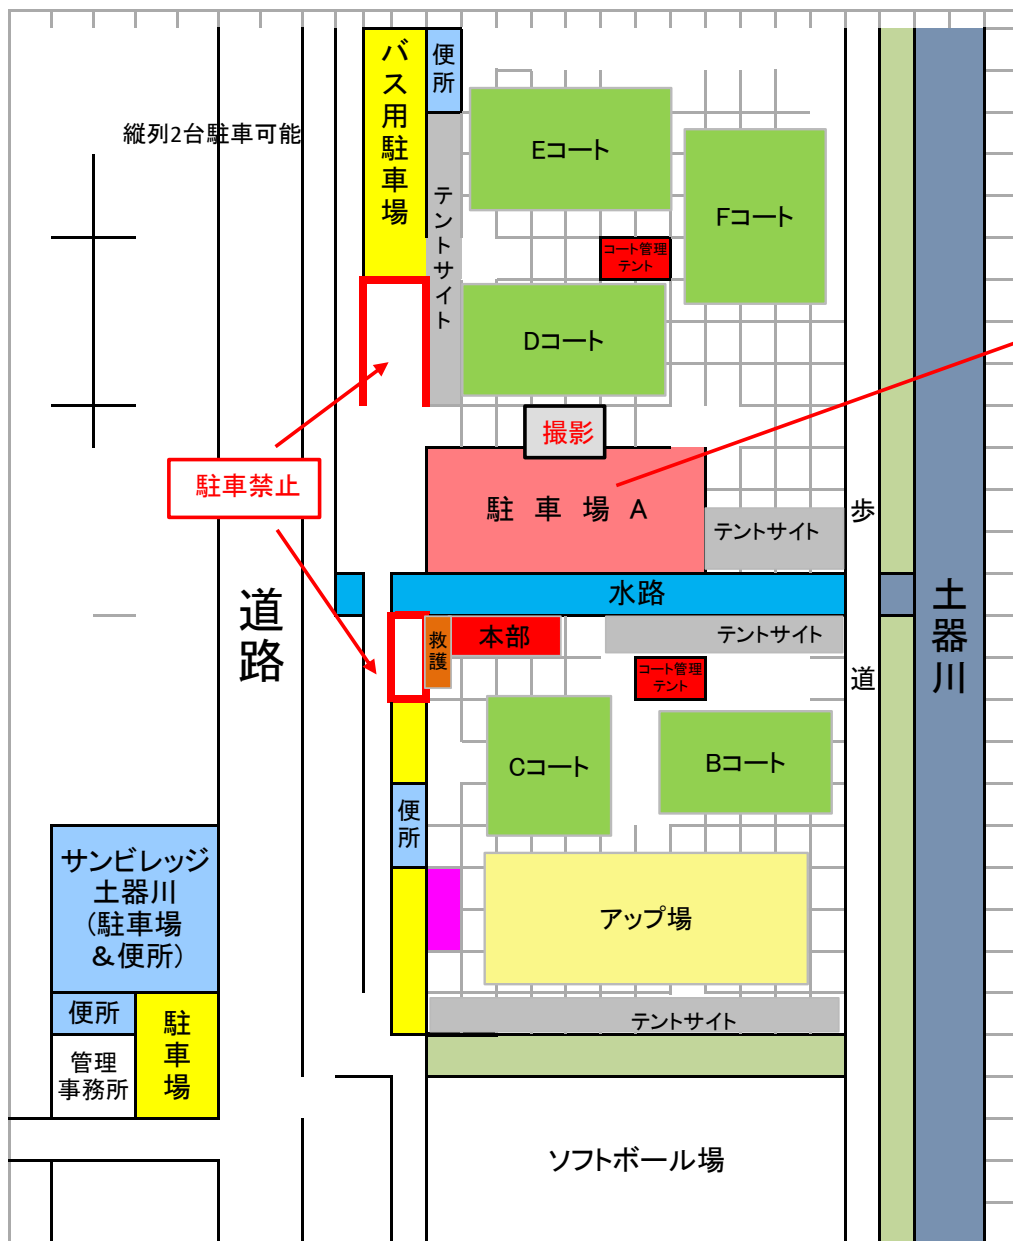 バス用駐車場
便所
縦列2台駐車可能
Eコート
Fコート
テントサイト
コート管理
テント
Dコート
撮影
駐車禁止
駐車場A
テントサイト
歩道
水路
土器川
道路
救護
本部
テントサイト
コート管理
テント
Cコート
Bコート
便所
サンビレッジ
土器川
(駐車場
&便所)
アップ場
便所
駐車場
管理
事務所
テントサイト
ソフトボール場